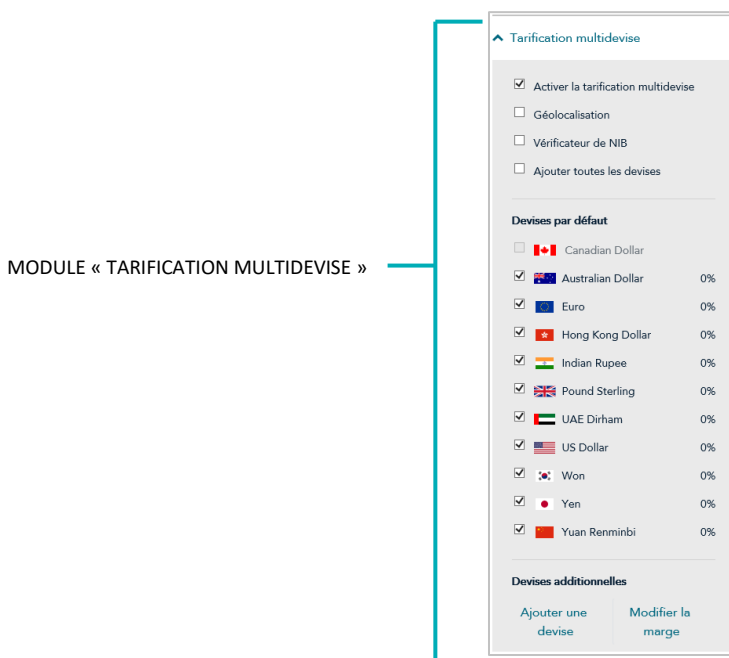 Tarification multidevise
Activer la tarification multidevise
Géolocalisation
Vérificateur de NIB
Ajouter toutes les devises
Devises par défaut
Canadian Dollar
MODULE « TARIFICATION MULTIDEVISE »
Australian Dollar 0%
Euro 0%
Hong Kong Dollar 0%
Indian Rupee 0%
Pound Sterling 0%
UAE Dirham 0%
US Dollar 0%
Won 0%
Yen 0%
Yuan Renminbi 0%
Devises additionnelles
Ajouter une devise
Modifier la marge